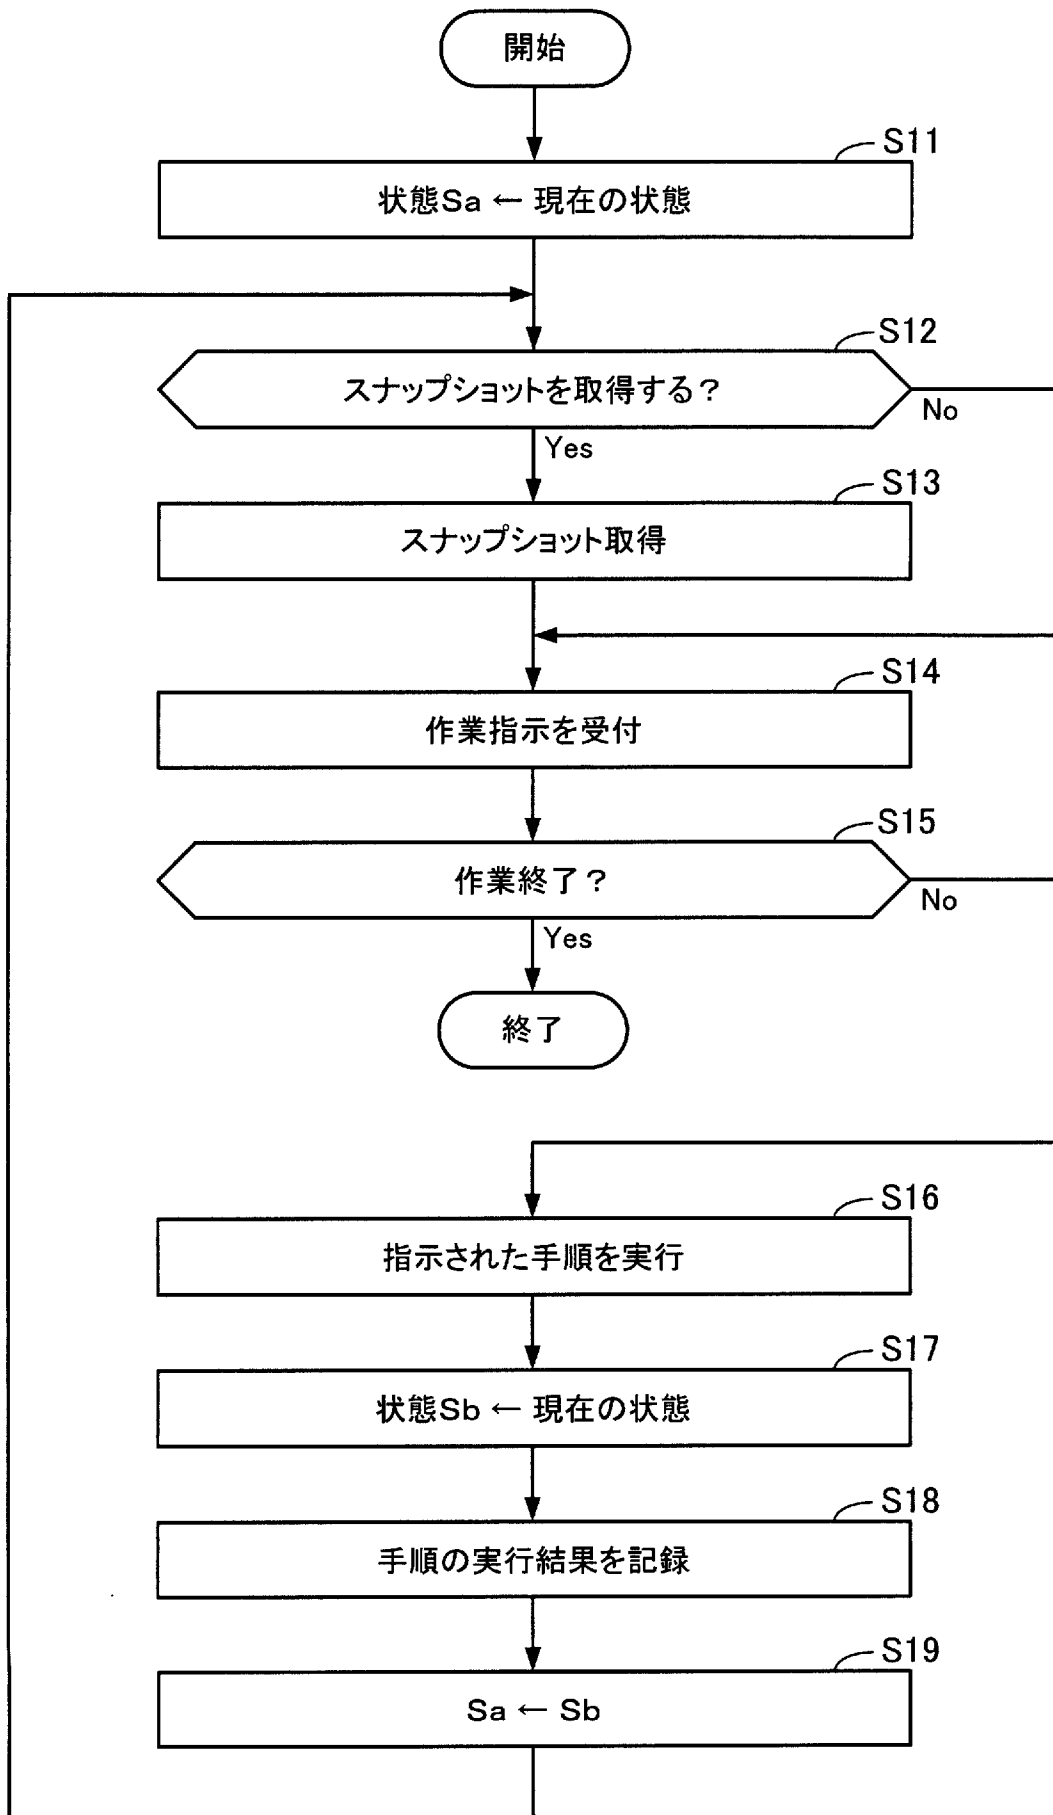 開始
S11
状態Sa ← 現在の状態
S12
スナップショットを取得する？
No
Yes
S13
スナップショット取得
S14
作業指示を受付
S15
作業終了？
No
Yes
終了
S16
指示された手順を実行
S17
状態Sb ← 現在の状態
S18
手順の実行結果を記録
S19
Sa ← Sb